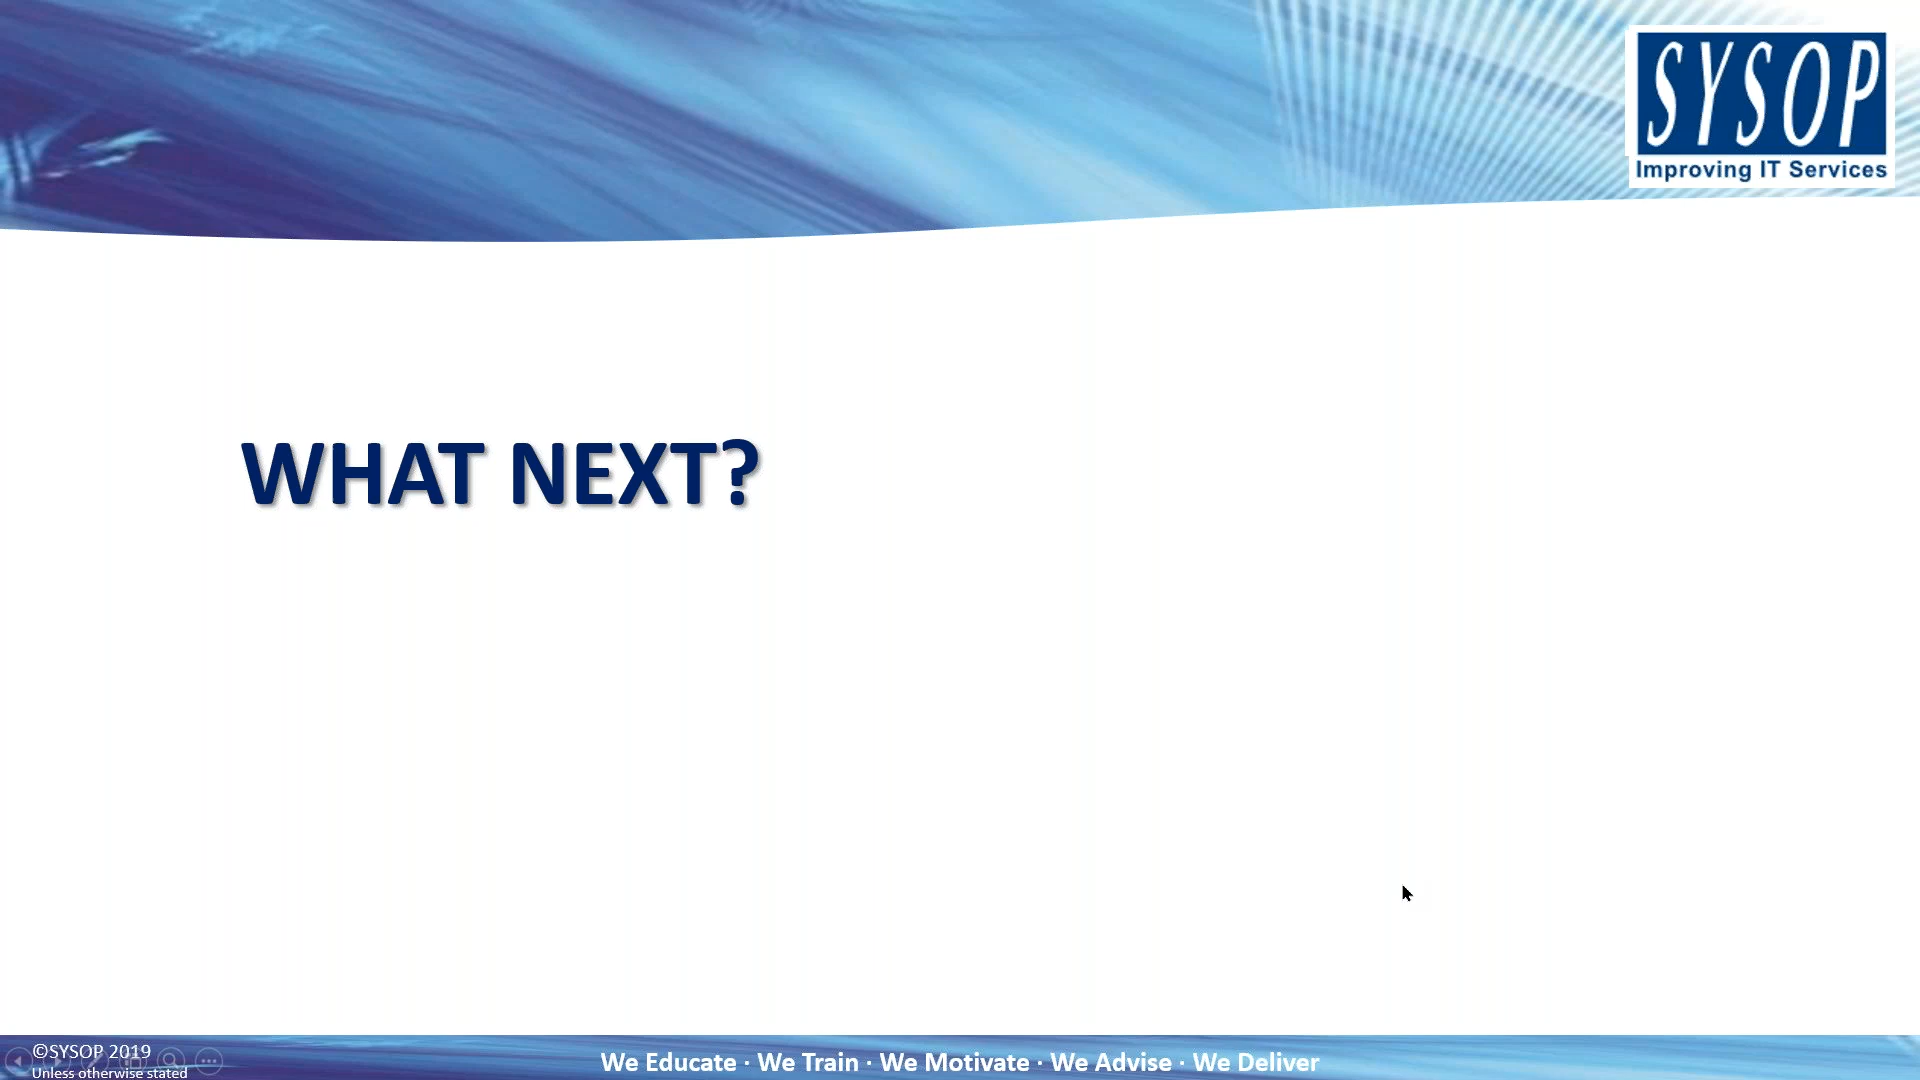 SYSOP
Improving IT Services
WHAT NEXT?
©SYSOP 2019
Unless otherwise stated
We Educate · We Train · We Motivate · We Advise · We Deliver